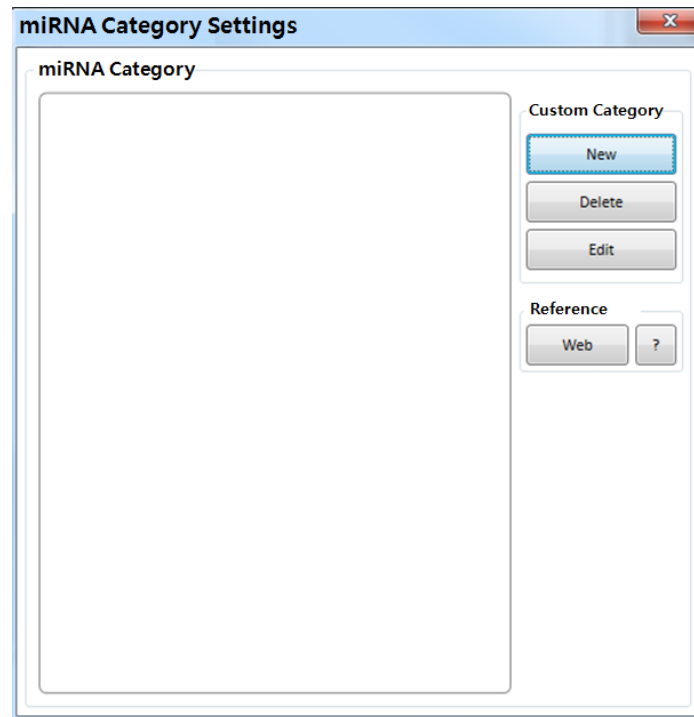 miRNA Category Settings
miRNA Category
Custom Category
New
Delete
Edit
Reference
Web ?